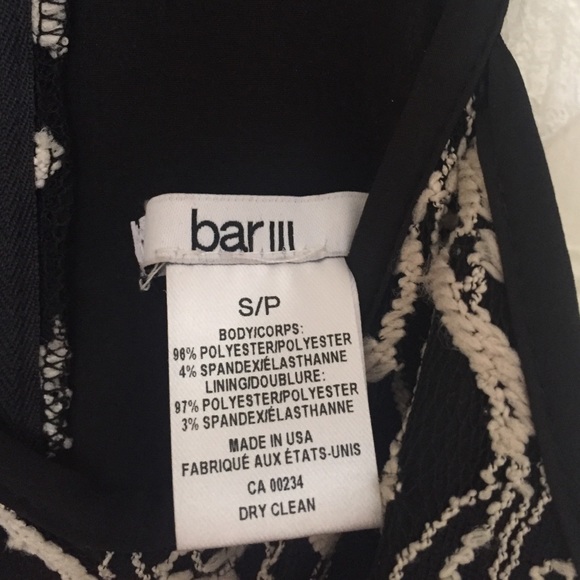 bar III
S/P
BODY/CORPS:
96% POLYESTER/POLYESTER
4% SPANDEX/ÉLASTHANNE
LINING/DOUBLURE:
97% POLYESTER/POLYESTER
3% SPANDEX/ÉLASTHANNE
MADE IN USA
FABRIQUÉ AUX ÉTATS-UNIS
CA 00234
DRY CLEAN